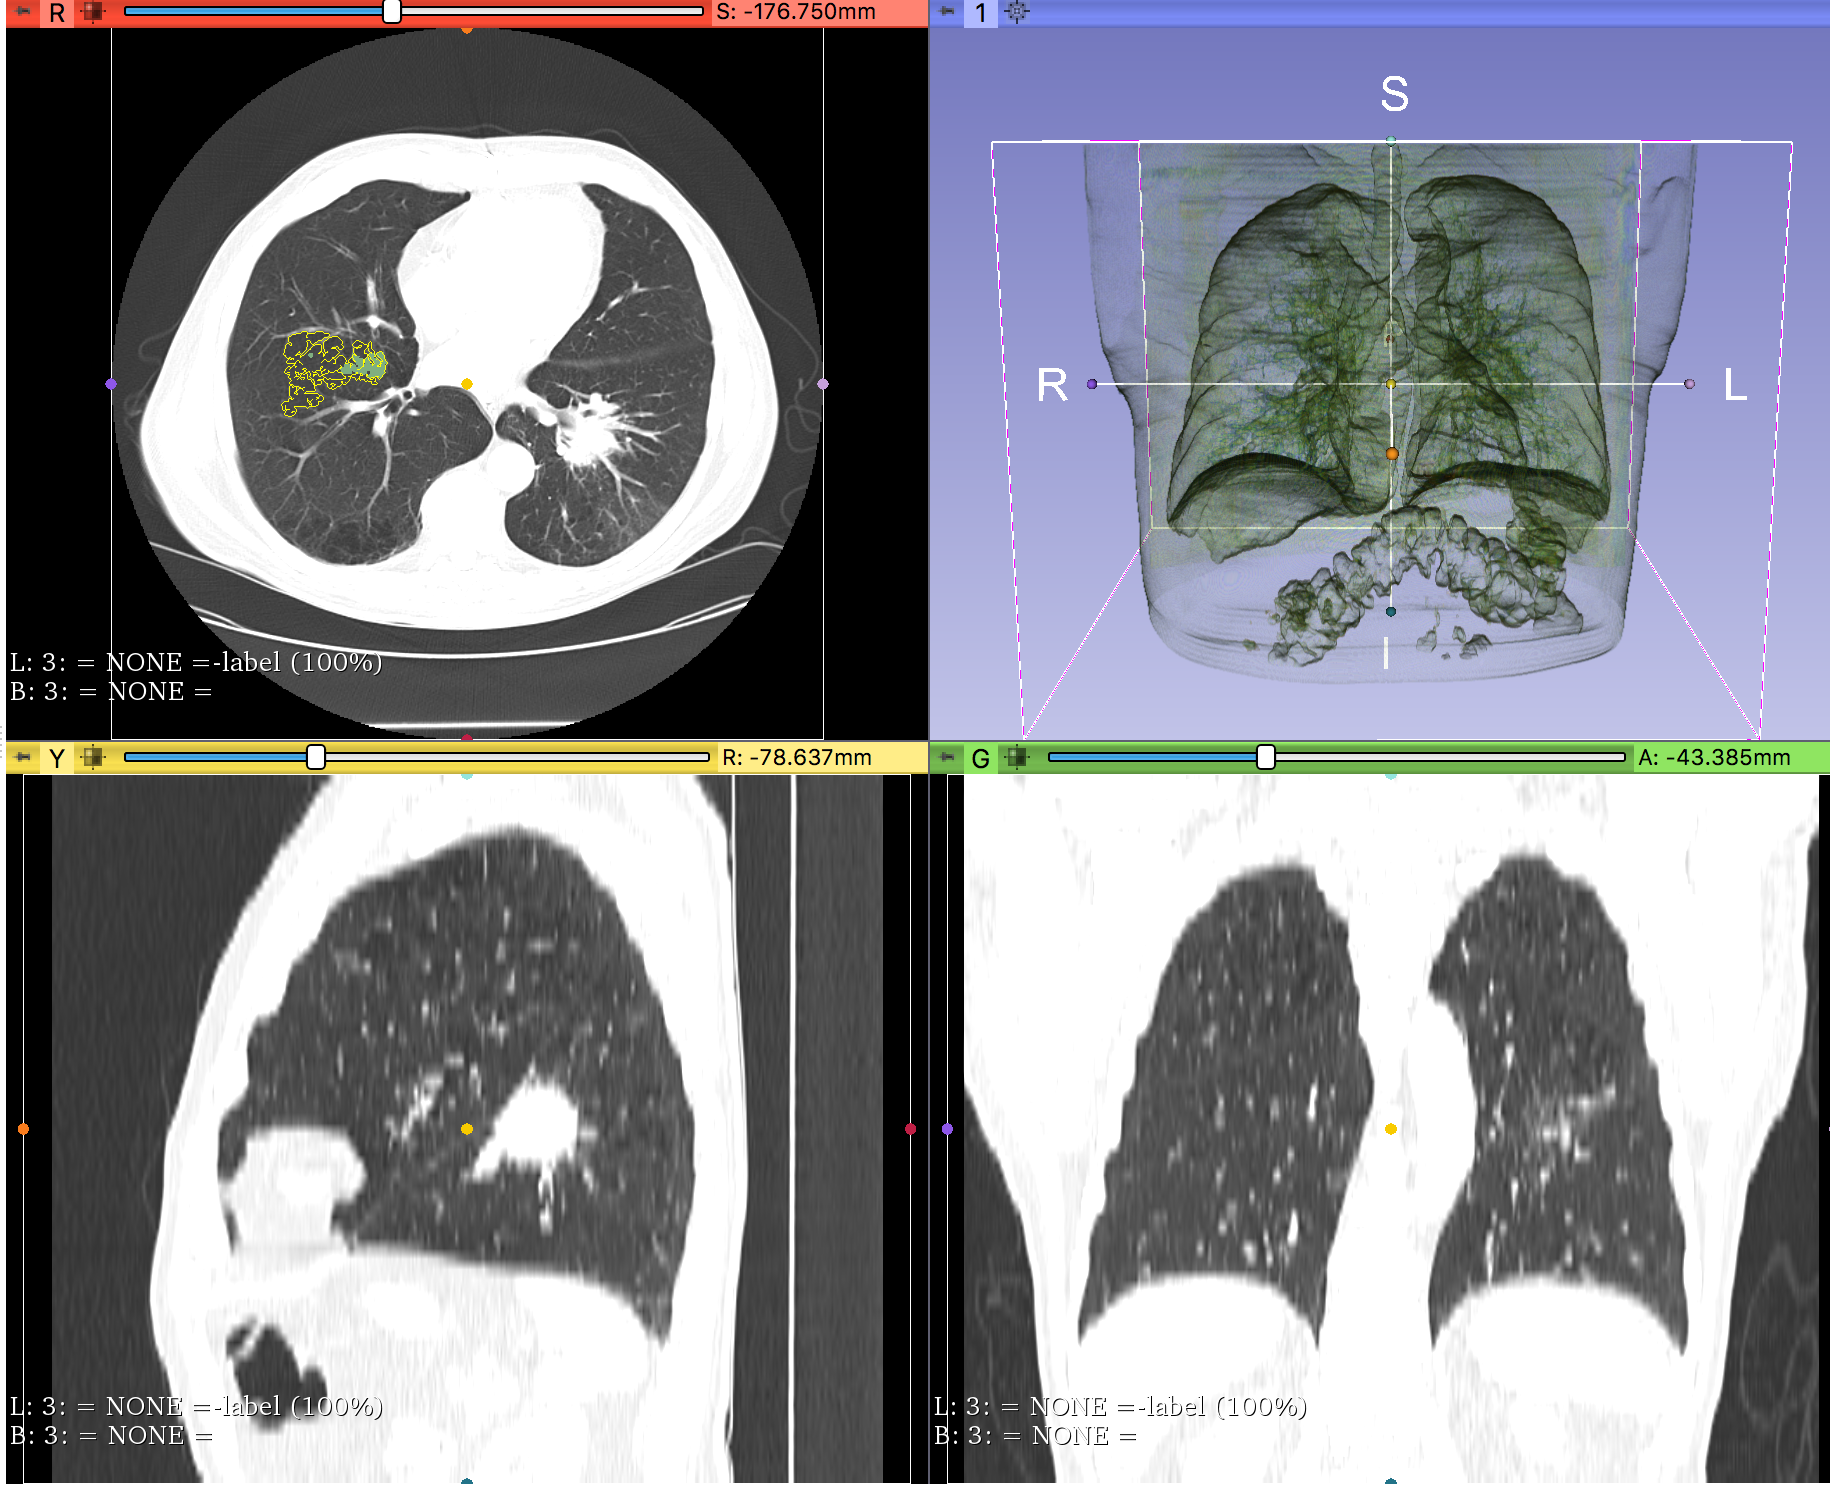 R S: -176.750mm
1
S
R L
I
L: 3: = NONE =-label (100%)
B: 3: = NONE =
Y R: -78.637mm
G A: -43.385mm
L: 3: = NONE =-label (100%)
B: 3: = NONE =
L: 3: = NONE =-label (100%)
B: 3: = NONE =